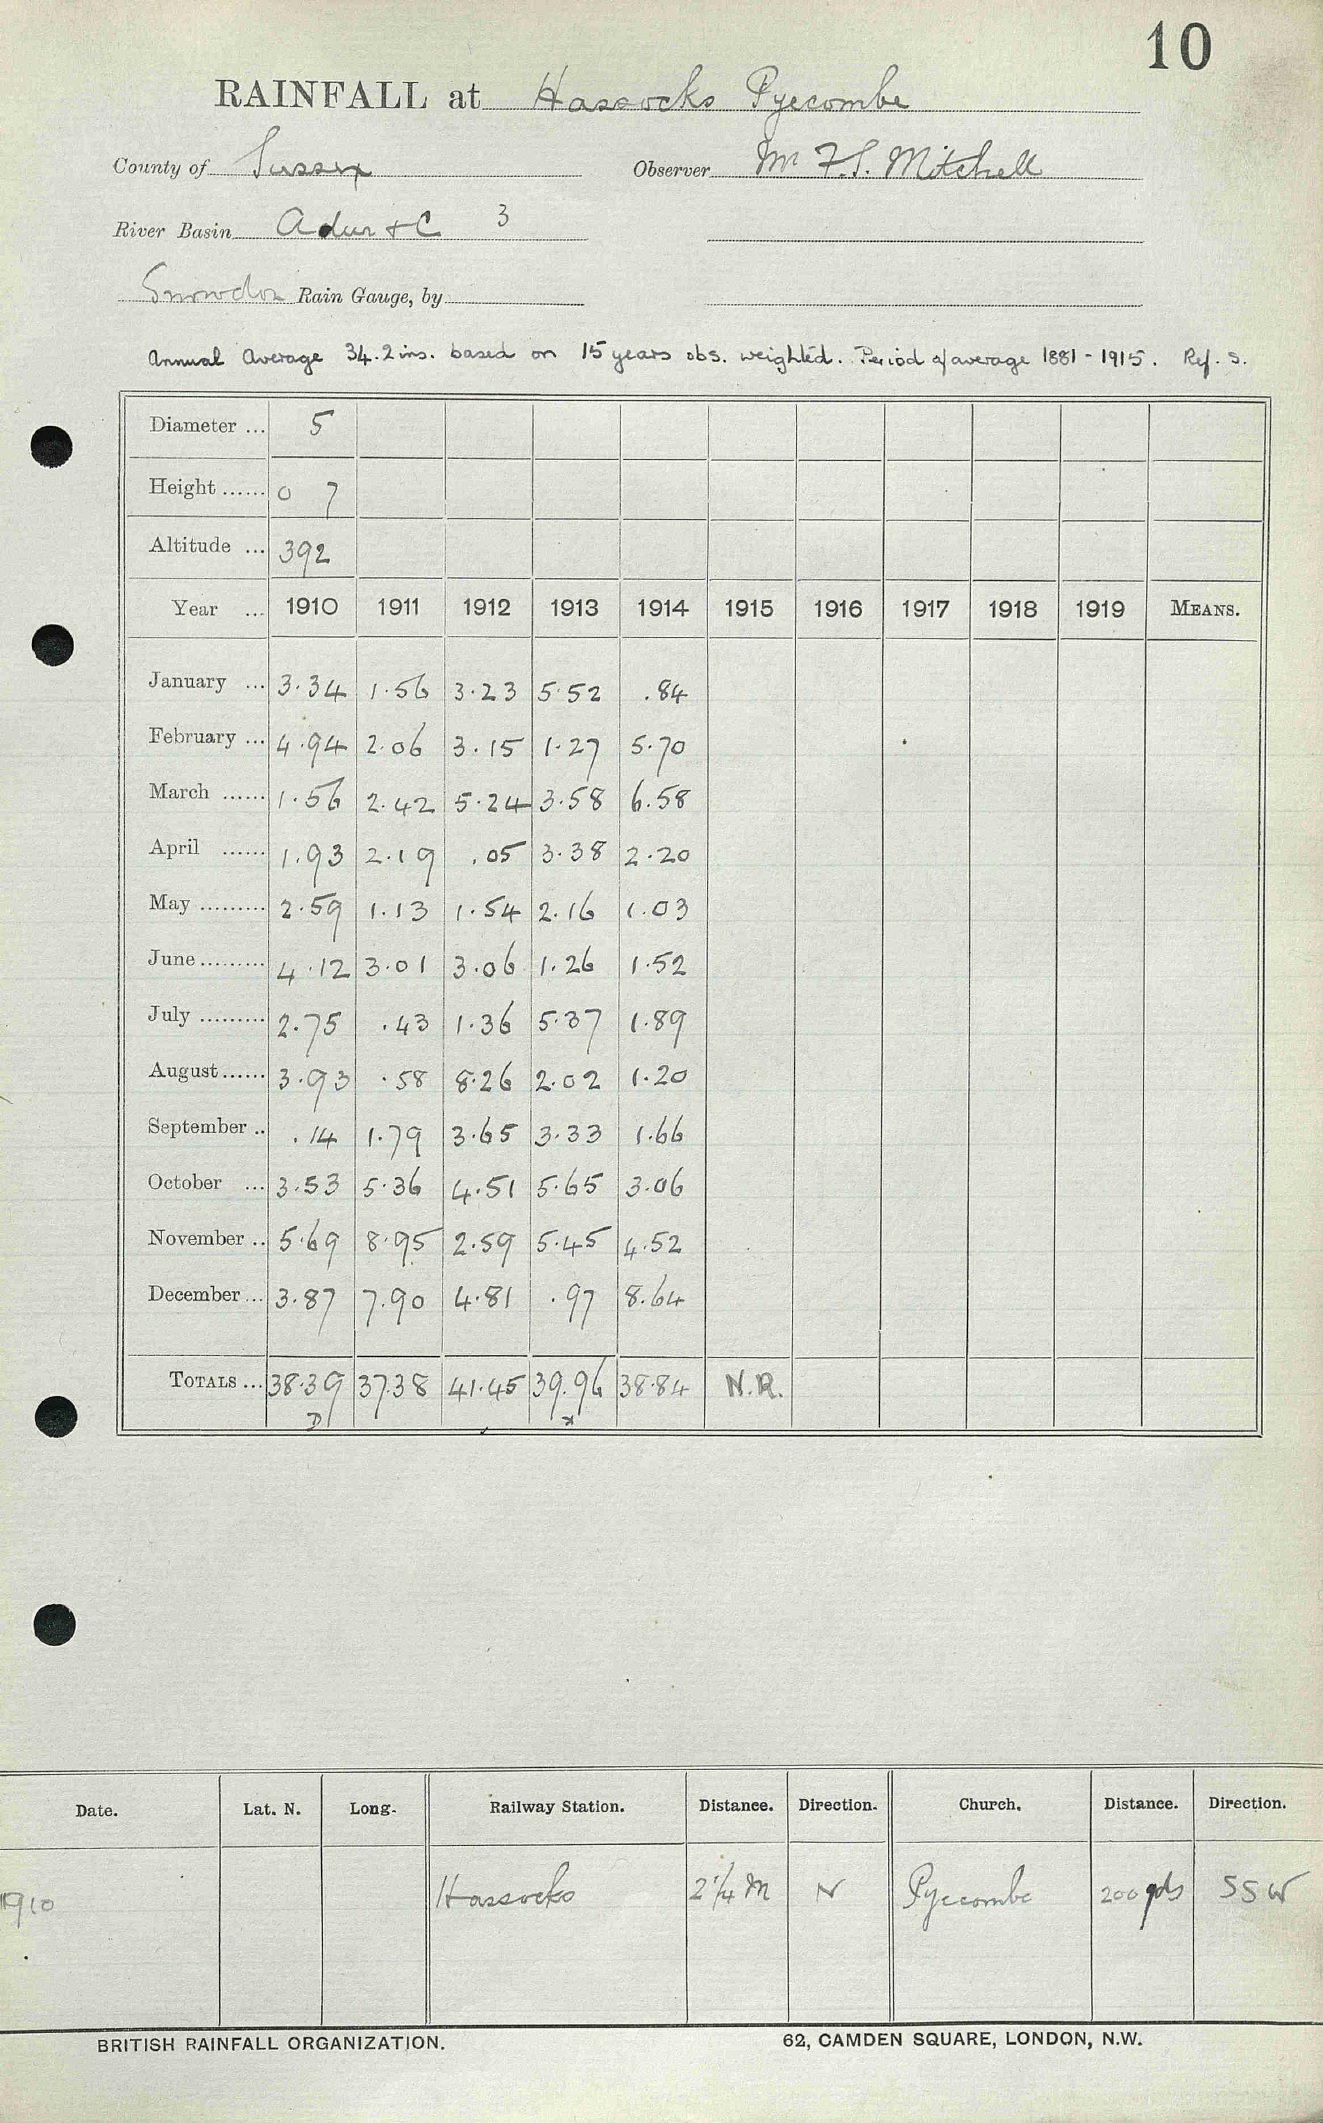 10
RAINFALL at Hassocks Pyecombe
County of Sussex Observer Mr F.S. Mitchell
River Basin Adur & C 3
Snowdon Rain Gauge, by
Annual Average 34.2 ins. based on 15 years obs. weighted. Period of average 1881 - 1915. Ref. S.
Diameter ... 5
Height ...... 0 7
Altitude ... 392
Year ... 1910 1911 1912 1913 1914 1915 1916 1917 1918 1919 MEANS.
January ... 3.34 1.56 3.23 5.52 .84
February ... 4.94 2.06 3.15 1.27 5.70
March ...... 1.56 2.42 5.24 3.58 6.58
April ...... 1.93 2.19 .05 3.38 2.20
May ......... 2.59 1.13 1.54 2.16 1.03
June ......... 4.12 3.01 3.06 1.26 1.52
July ......... 2.75 .43 1.36 5.37 1.89
August ...... 3.93 .58 8.26 2.02 1.20
September .. .14 1.79 3.65 3.33 1.66
October ... 3.53 5.36 4.51 5.65 3.06
November .. 5.69 8.95 2.59 5.45 4.52
December ... 3.87 7.90 4.81 .97 8.64
TOTALS ... 38.39 37.38 41.45 39.96 38.84 N.R.
D x
Date. Lat. N. Long. Railway Station. Distance. Direction. Church. Distance. Direction.
1910 Hassocks 2 1/4 M N Pyecombe 200 yds SSW
BRITISH RAINFALL ORGANIZATION. 62, CAMDEN SQUARE, LONDON, N.W.